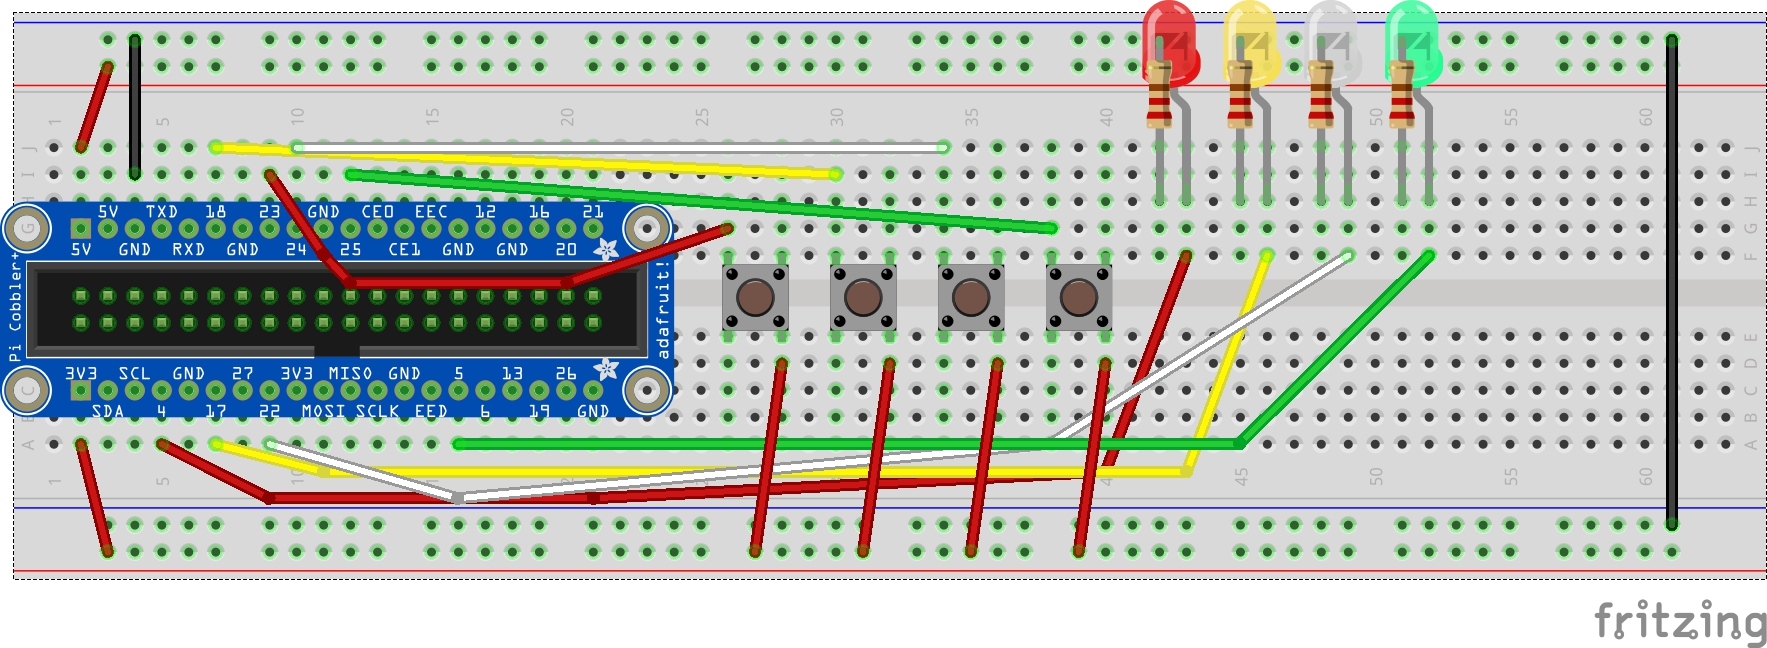 1 5 10 15 20 25 30 35 40 50 55 60
J J
I I
H H
5V TXD 18 23 GND CE0 EEC 12 16 21
G G
5V GND RXD GND 24 25 CE1 GND GND 20
F F
Pi Cobbler+
adafruit!
E
D
3V3 SCL GND 27 3V3 MISO GND 5 13 26
C C
SDA 4 17 22 MOSI SCLK EED 6 19 GND
B
A A
1 5 10 45 50 55 60
fritzing